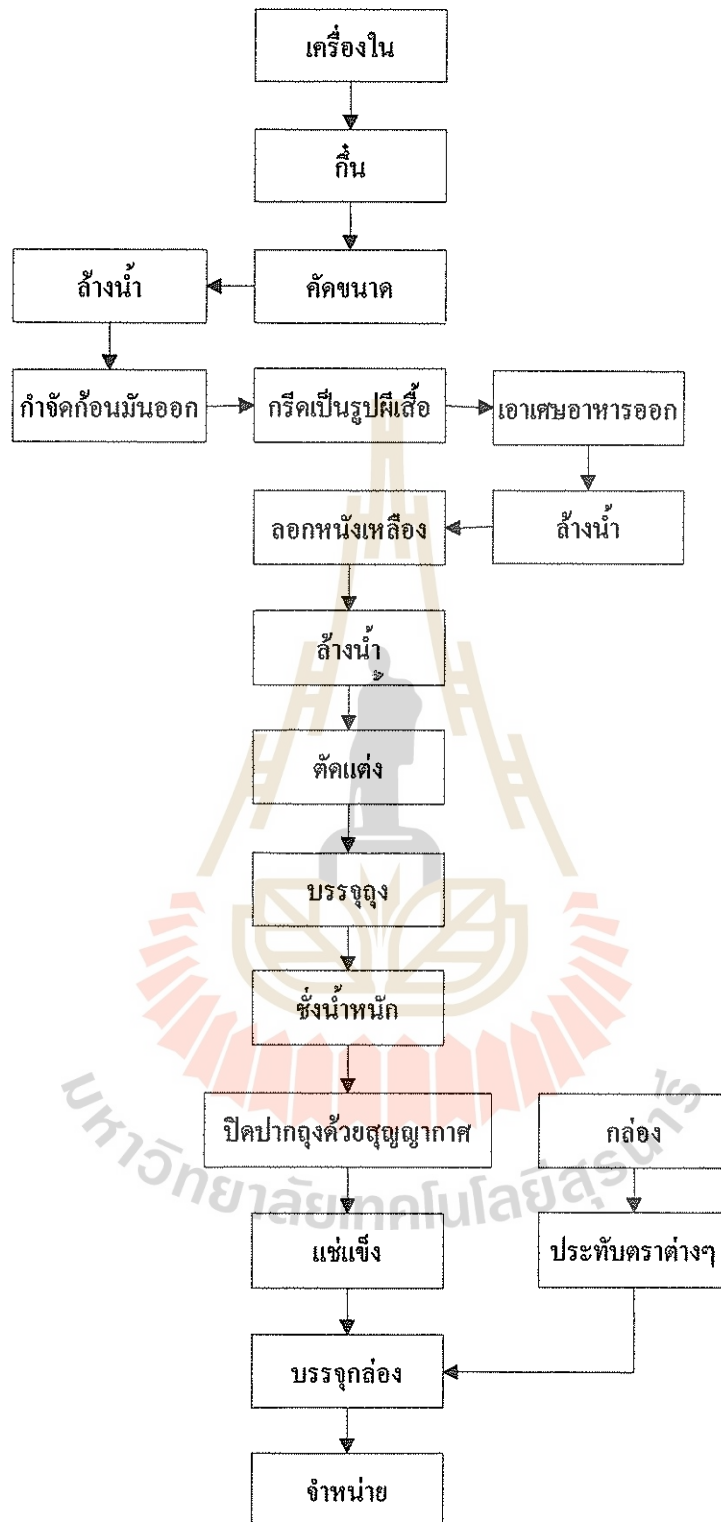 เครื่องใน
กึ๋น
คัดขนาด
ล้างน้ำ
กำจัดก้อนมันออก
กรีดเป็นรูปผีเสื้อ
เอาเศษอาหารออก
ล้างน้ำ
ลอกหนังเหลือง
ล้างน้ำ
ตัดแต่ง
บรรจุถุง
ชั่งน้ำหนัก
ปิดปากถุงด้วยสุญญากาศ
กล่อง
แช่แข็ง
ประทับตราต่างๆ
บรรจุกล่อง
จำหน่าย
มหาวิทยาลัยเทคโนโลยีสุรนารี